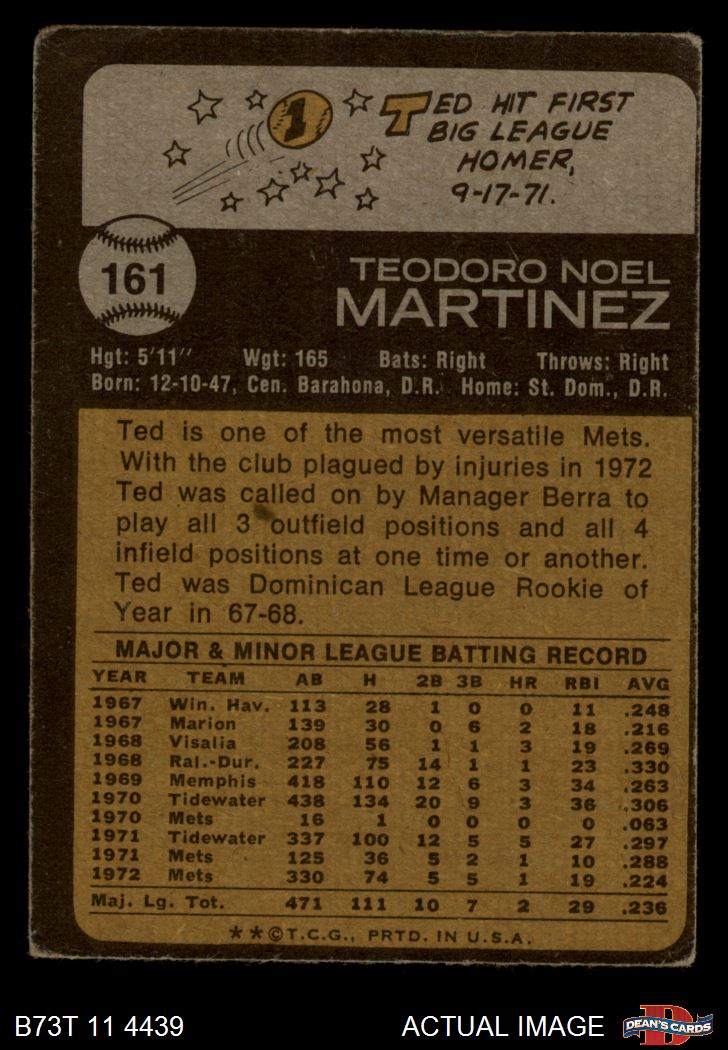 1
TED HIT FIRST
BIG LEAGUE
HOMER,
9-17-71.
161
TEODORO NOEL
MARTINEZ
Hgt: 5'11" Wgt: 165 Bats: Right Throws: Right
Born: 12-10-47, Cen. Barahona, D.R. Home: St. Dom., D.R.
Ted is one of the most versatile Mets.
With the club plagued by injuries in 1972
Ted was called on by Manager Berra to
play all 3 outfield positions and all 4
infield positions at one time or another.
Ted was Dominican League Rookie of
Year in 67-68.
MAJOR & MINOR LEAGUE BATTING RECORD
YEAR TEAM AB H 2B 3B HR RBI AVG
1967 Win. Hav. 113 28 1 0 0 11 .248
1967 Marion 139 30 0 6 2 18 .216
1968 Visalia 208 56 1 1 3 19 .269
1968 Ral.-Dur. 227 75 14 1 1 23 .330
1969 Memphis 418 110 12 6 3 34 .263
1970 Tidewater 438 134 20 9 3 36 .306
1970 Mets 16 1 0 0 0 0 .063
1971 Tidewater 337 100 12 5 5 27 .297
1971 Mets 125 36 5 2 1 10 .288
1972 Mets 330 74 5 5 1 19 .224
Maj. Lg. Tot. 471 111 10 7 2 29 .236
**©T.C.G., PRTD. IN U.S.A.
B73T 11 4439 ACTUAL IMAGE
D
DEAN'S CARDS